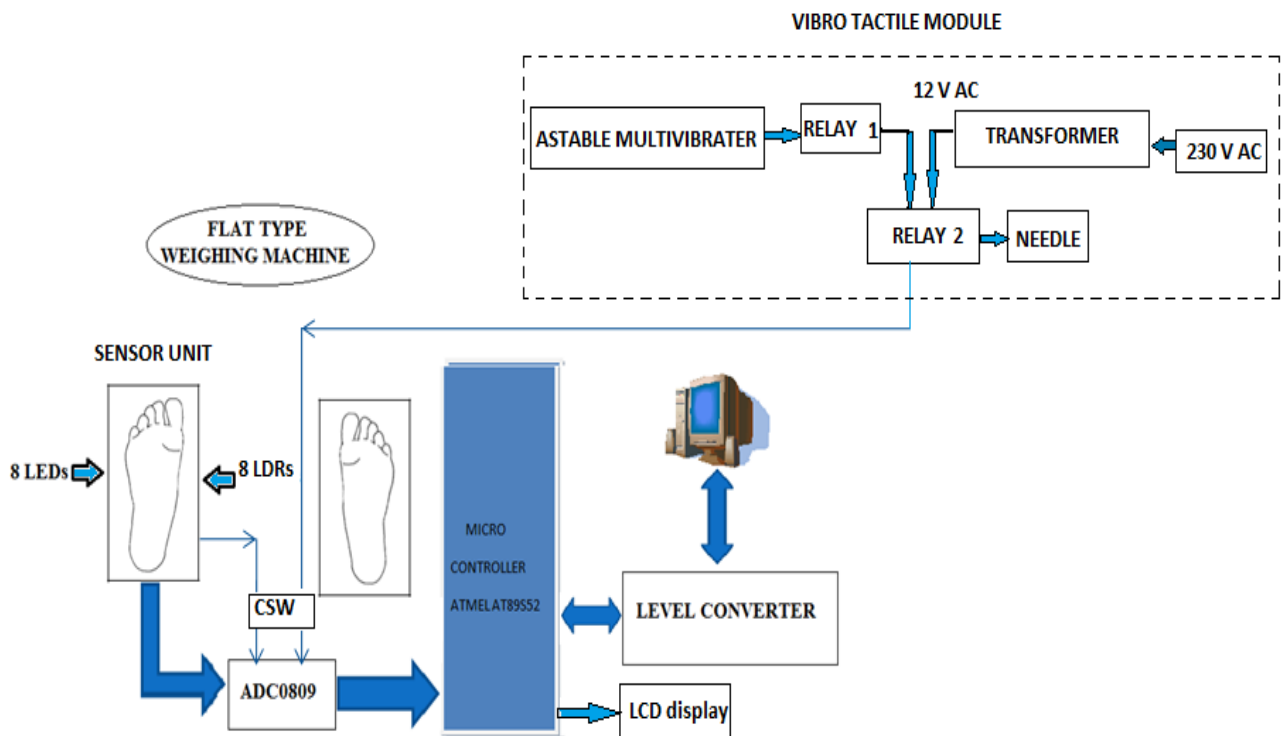 VIBRO TACTILE MODULE
12 V AC
ASTABLE MULTIVIBRATER
RELAY 1
TRANSFORMER
230 V AC
RELAY 2
NEEDLE
FLAT TYPE
WEIGHING MACHINE
SENSOR UNIT
8 LEDs
8 LDRs
MICRO
CONTROLLER
ATMELAT89S52
CSW
LEVEL CONVERTER
ADC0809
LCD display